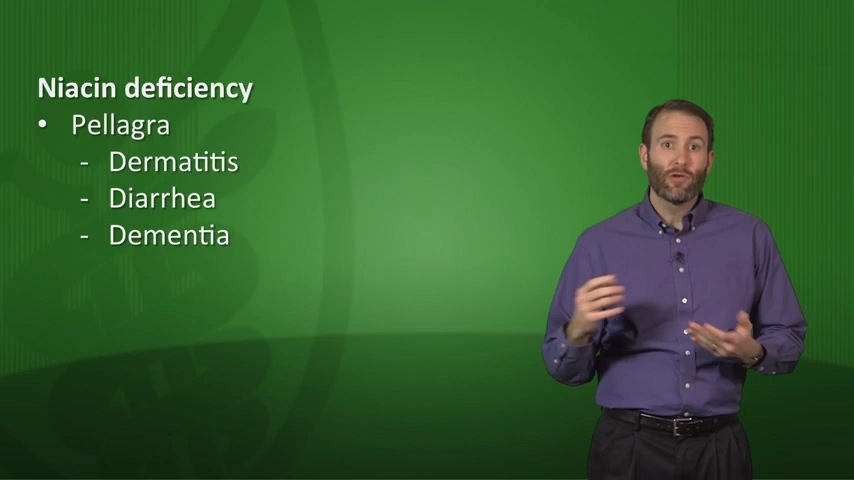 Niacin deficiency
• Pellagra
- Dermatitis
- Diarrhea
- Dementia